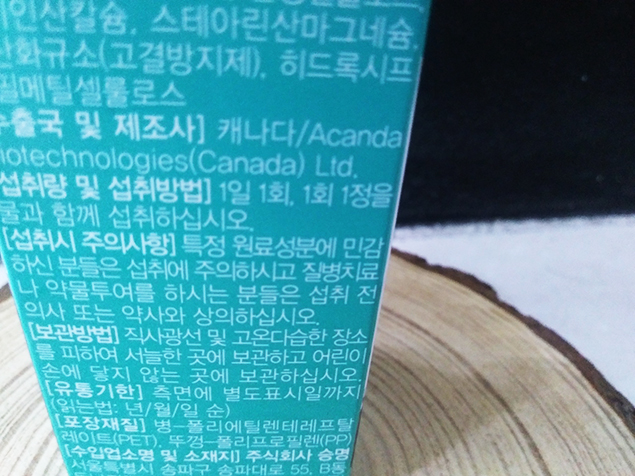 인산칼슘, 스테아린산마그네슘,
산화규소(고결방지제), 히드록시프
필메틸셀룰로스
수출국 및 제조사] 캐나다/Acanda
iotechnologies(Canada) Ltd.
섭취량 및 섭취방법] 1일 1회, 1회 1정을
물과 함께 섭취하십시오.
[섭취시 주의사항] 특정 원료성분에 민감
하신 분들은 섭취에 주의하시고 질병치료
나 약물투여를 하시는 분들은 섭취 전
의사 또는 약사와 상의하십시오.
[보관방법] 직사광선 및 고온다습한 장소
를 피하여 서늘한 곳에 보관하고 어린이
손에 닿지 않는 곳에 보관하십시오.
[유통기한] 측면에 별도표시일까지
(읽는법: 년/월/일 순)
[포장재질] 병-폴리에틸렌테레프탈
레이트(PET), 뚜껑-폴리프로필렌(PP)
[수입업소명 및 소재지] 주식회사 승명
서울특별시 송파구 송파대로 55, B동